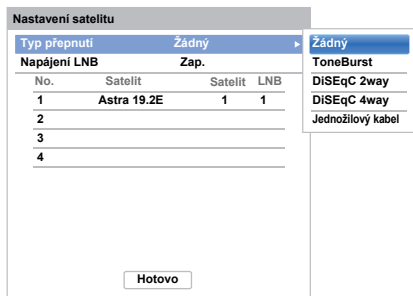 Nastavení satelitu
Typ přepnutí Žádný
Napájení LNB Zap.
No. Satelit Satelit LNB
1 Astra 19.2E 1 1
2
3
4
Hotovo
Žádný
ToneBurst
DiSEqC 2way
DiSEqC 4way
Jednožilový kabel